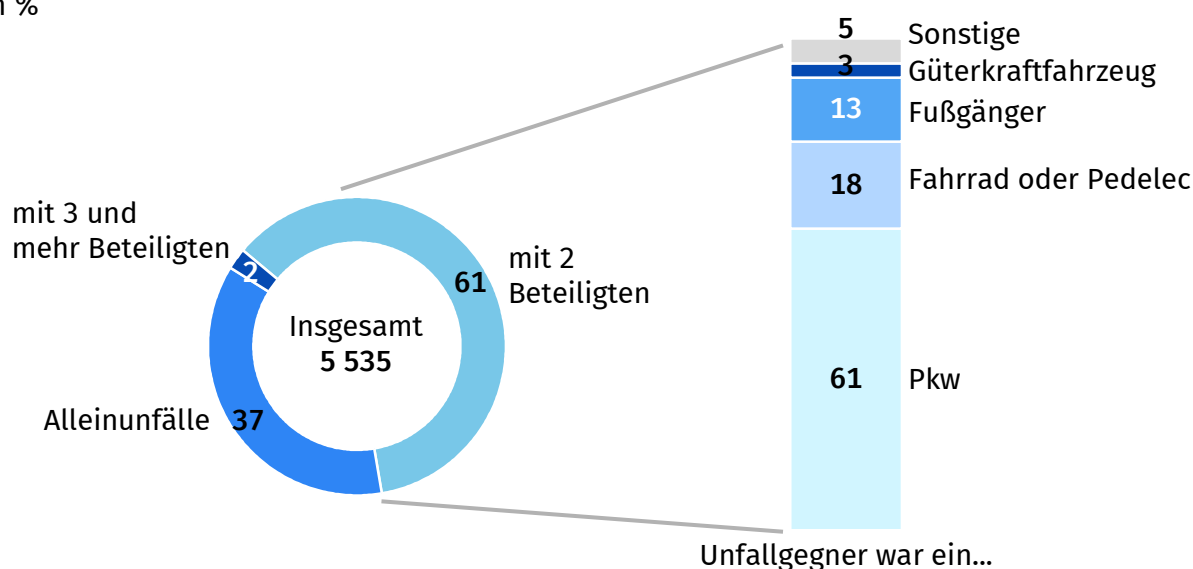 %
mit 3 und
mehr Beteiligten
2
61
mit 2
Beteiligten
Insgesamt
5 535
Alleinunfälle
37
5
Sonstige
3
Güterkraftfahrzeug
13
Fußgänger
18
Fahrrad oder Pedelec
61
Pkw
Unfallgegner war ein...